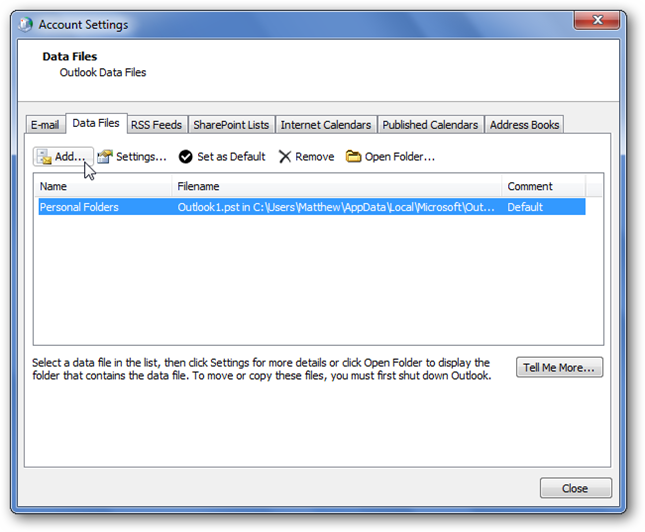 Account Settings
Data Files
Outlook Data Files
E-mail Data Files RSS Feeds SharePoint Lists Internet Calendars Published Calendars Address Books
Add... Settings... Set as Default Remove Open Folder...
Name Filename Comment
Personal Folders Outlook1.pst in C:\Users\Matthew\AppData\Local\Microsoft\Out... Default
Select a data file in the list, then click Settings for more details or click Open Folder to display the
folder that contains the data file. To move or copy these files, you must first shut down Outlook.
Tell Me More...
Close